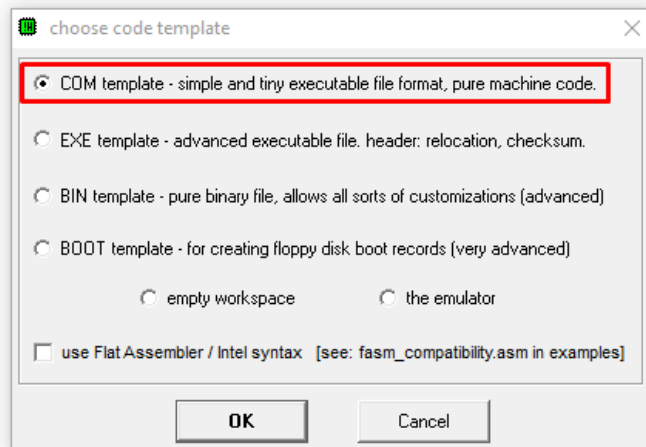 choose code template
COM template - simple and tiny executable file format, pure machine code.
EXE template - advanced executable file. header: relocation, checksum.
BIN template - pure binary file, allows all sorts of customizations (advanced)
BOOT template - for creating floppy disk boot records (very advanced)
empty workspace the emulator
use Flat Assembler / Intel syntax [see: fasm_compatibility.asm in examples]
OK Cancel